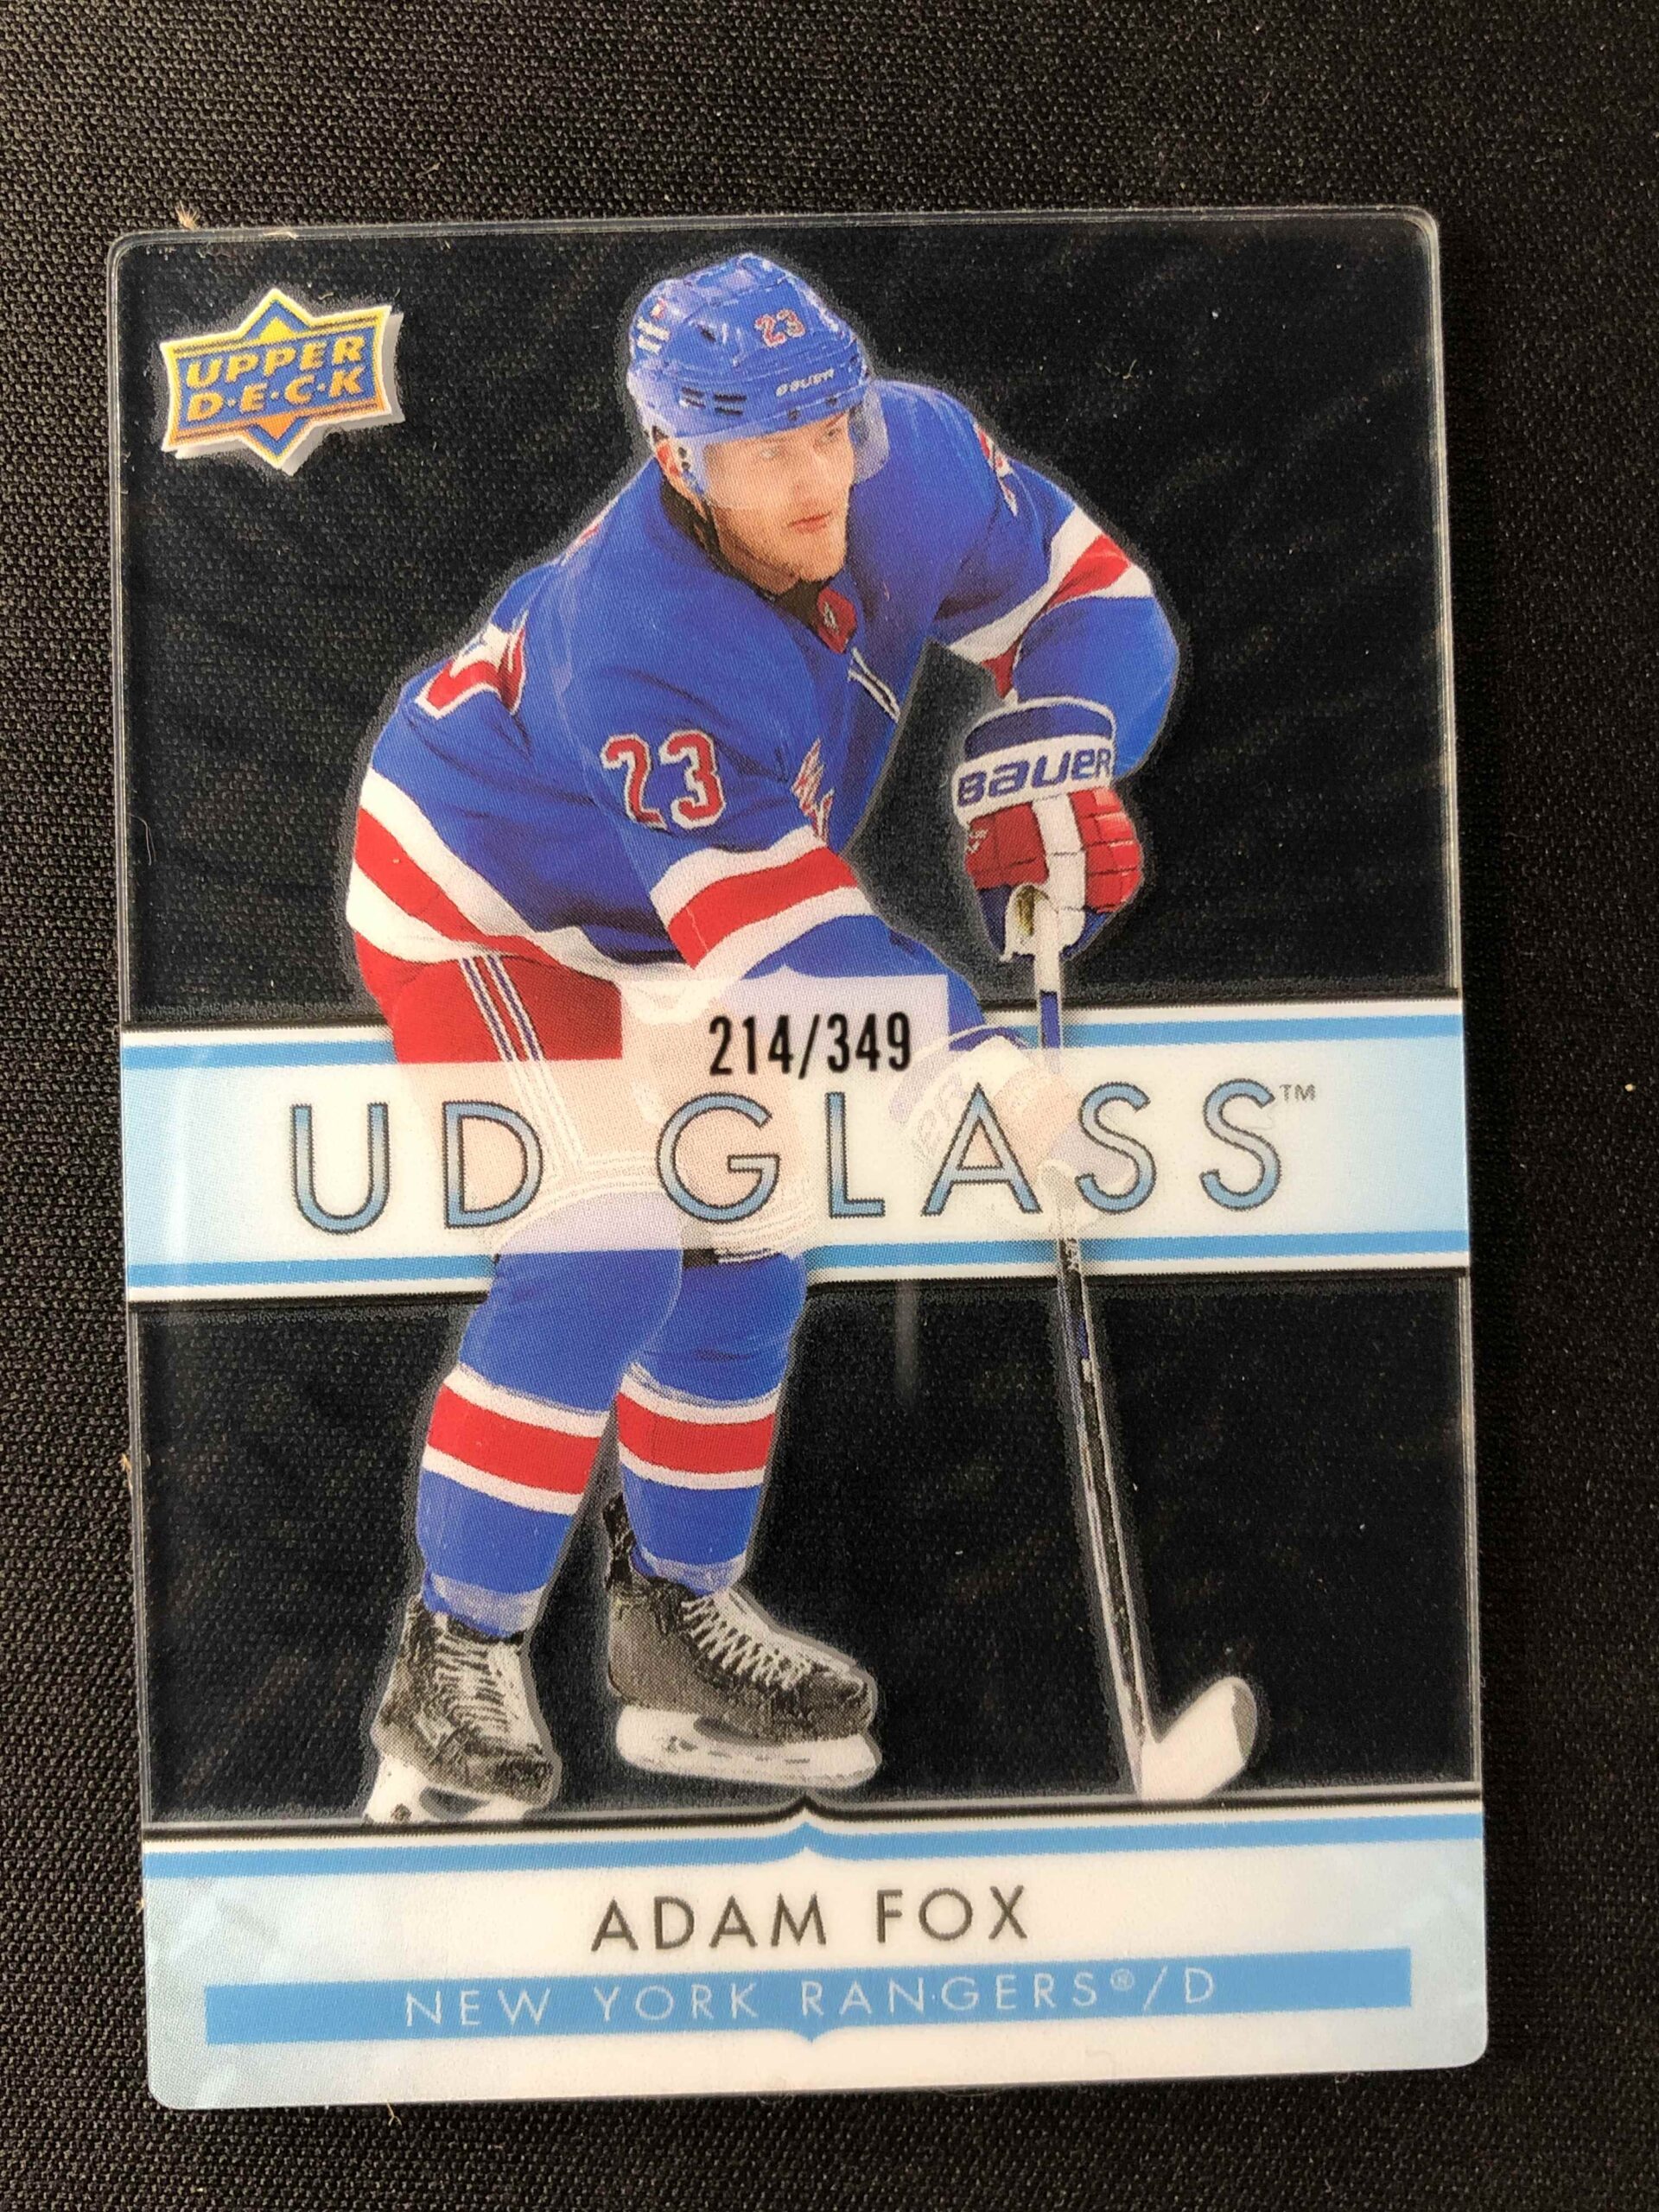 UPPER
D·E·C·K
23
BAUER
23
BAUER
214/349
UD GLASS™
ADAM FOX
NEW YORK RANGERS®/D